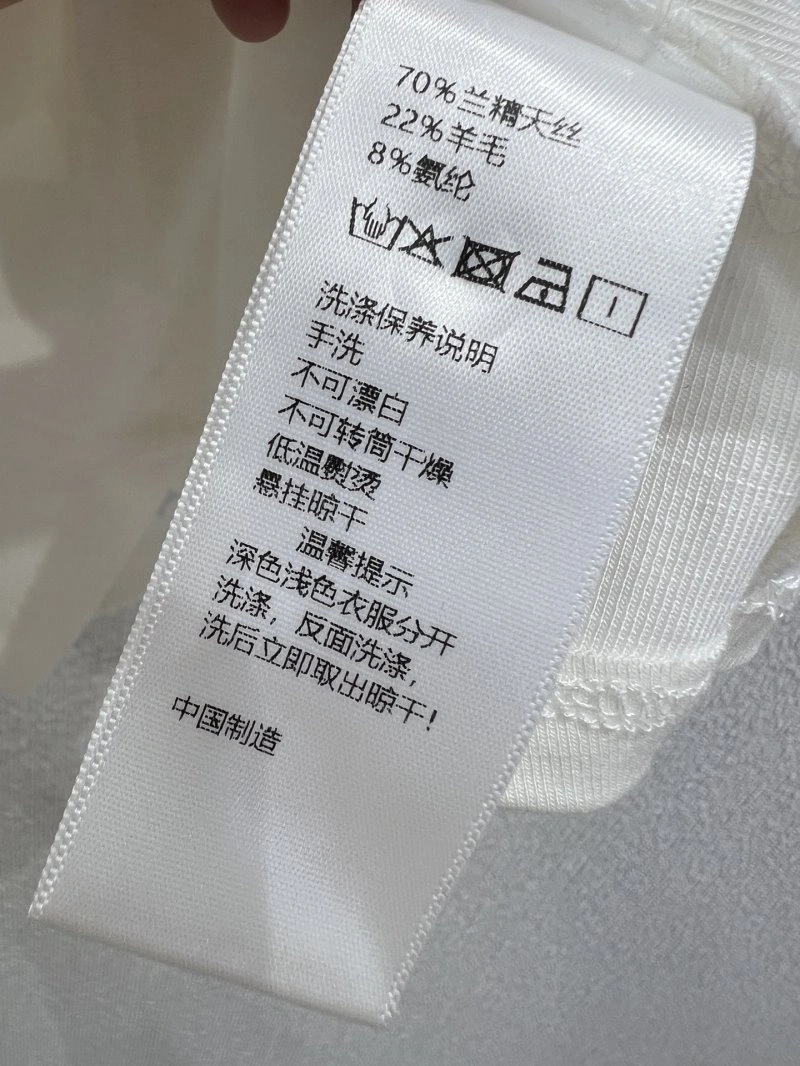 70%兰精天丝
22%羊毛
8%氨纶
洗涤保养说明
手洗
不可漂白
不可转筒干燥
低温熨烫
悬挂晾干
温馨提示
深色浅色衣服分开
洗涤，反面洗涤，
洗后立即取出晾干！
中国制造